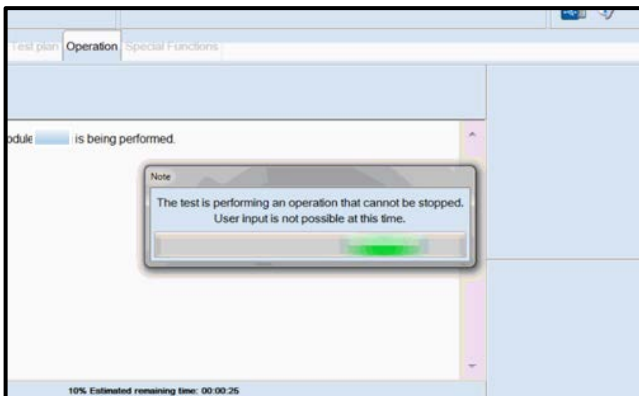 Test plan Operation Special Functions
is being performed.
Note
The test is performing an operation that cannot be stopped.
User input is not possible at this time.
10% Estimated remaining time: 00:00:25